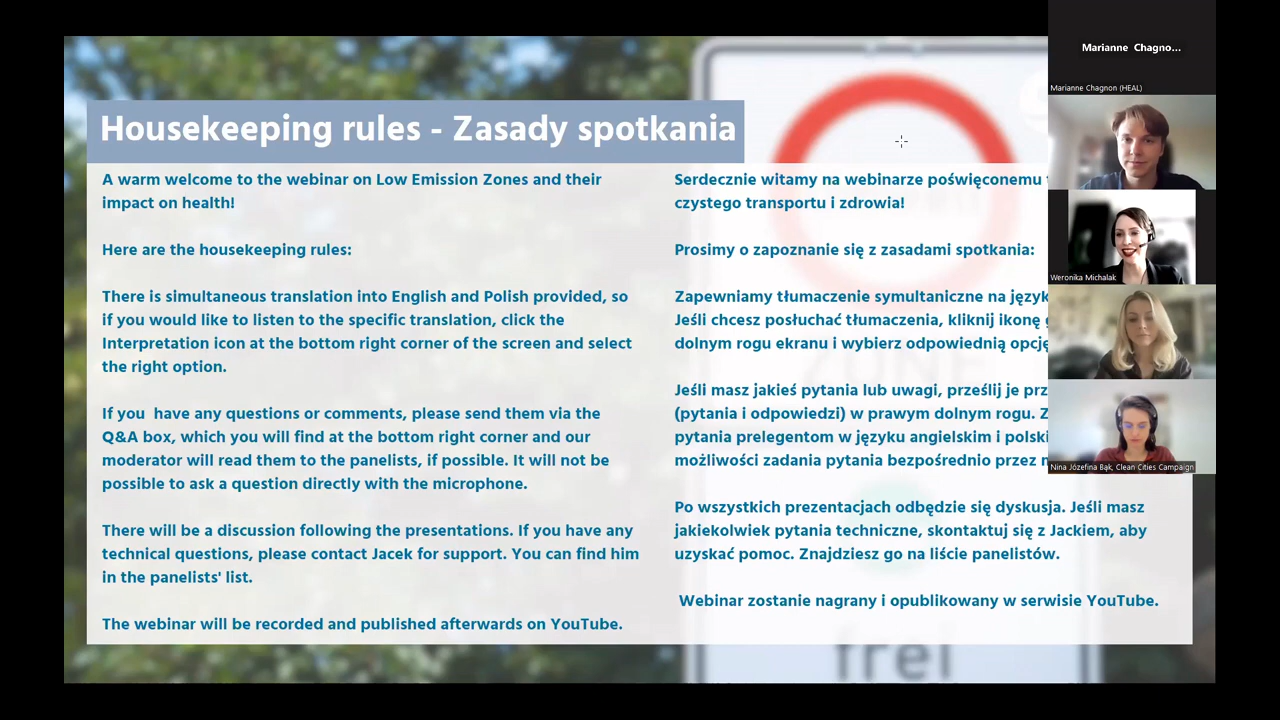 Housekeeping rules - Zasady spotkania
A warm welcome to the webinar on Low Emission Zones and their
impact on health!
Here are the housekeeping rules:
There is simultaneous translation into English and Polish provided, so
if you would like to listen to the specific translation, click the
Interpretation icon at the bottom right corner of the screen and select
the right option.
If you have any questions or comments, please send them via the
Q&A box, which you will find at the bottom right corner and our
moderator will read them to the panelists, if possible. It will not be
possible to ask a question directly with the microphone.
There will be a discussion following the presentations. If you have any
technical questions, please contact Jacek for support. You can find him
in the panelists' list.
The webinar will be recorded and published afterwards on YouTube.
Serdecznie witamy na webinarze poświęconemu
czystego transportu i zdrowia!
Prosimy o zapoznanie się z zasadami spotkania:
Zapewniamy tłumaczenie symultaniczne na język
Jeśli chcesz posłuchać tłumaczenia, kliknij ikonę
dolnym rogu ekranu i wybierz odpowiednią opcję
Jeśli masz jakieś pytania lub uwagi, prześlij je
(pytania i odpowiedzi) w prawym dolnym rogu.
pytania prelegentom w języku angielskim i
możliwości zadania pytania bezpośrednio przez
Po wszystkich prezentacjach odbędzie się dyskusja. Jeśli masz
jakiekolwiek pytania techniczne, skontaktuj się z Jackiem, aby
uzyskać pomoc. Znajdziesz go na liście panelistów.
Webinar zostanie nagrany i opublikowany w serwisie YouTube.
ZONE
frei
Marianne Chagno...
Marianne Chagnon (HEAL)
Weronika Michalak
Nina Józefina Bąk, Clean Cities Campaign